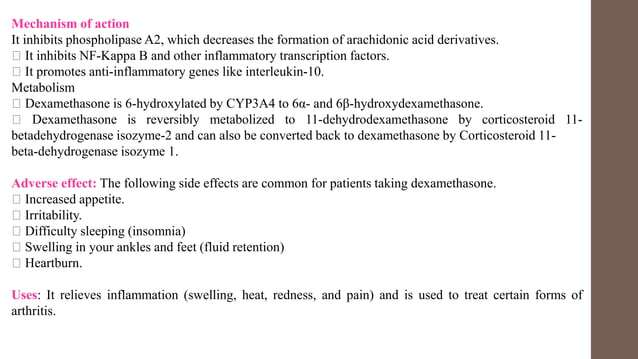 Mechanism of action
It inhibits phospholipase A2, which decreases the formation of arachidonic acid derivatives.
It inhibits NF-Kappa B and other inflammatory transcription factors.
It promotes anti-inflammatory genes like interleukin-10.
Metabolism
Dexamethasone is 6-hydroxylated by CYP3A4 to 6α- and 6β-hydroxydexamethasone.
Dexamethasone is reversibly metabolized to 11-dehydrodexamethasone by corticosteroid 11-
betadehydrogenase isozyme-2 and can also be converted back to dexamethasone by Corticosteroid 11-
beta-dehydrogenase isozyme 1.
Adverse effect: The following side effects are common for patients taking dexamethasone.
Increased appetite.
Irritability.
Difficulty sleeping (insomnia)
Swelling in your ankles and feet (fluid retention)
Heartburn.
Uses: It relieves inflammation (swelling, heat, redness, and pain) and is used to treat certain forms of
arthritis.